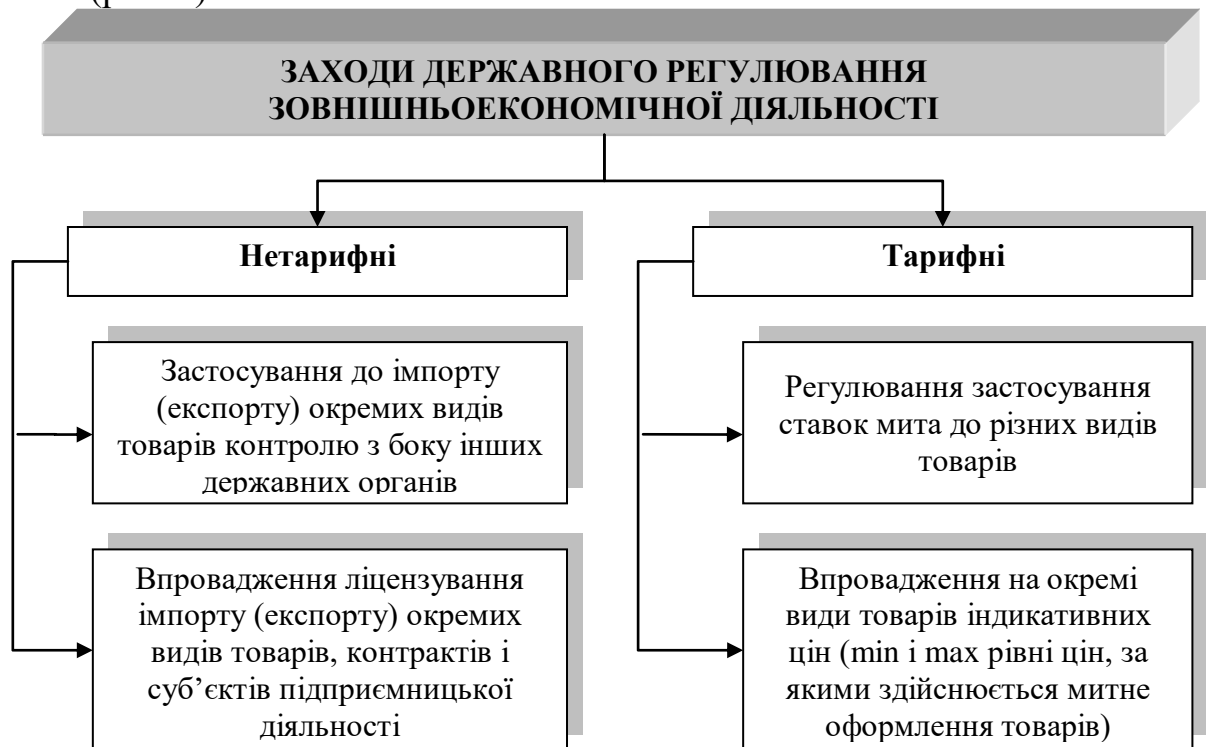 ЗАХОДИ ДЕРЖАВНОГО РЕГУЛЮВАННЯ
ЗОВНІШНЬОЕКОНОМІЧНОЇ ДІЯЛЬНОСТІ
Нетарифні
Застосування до імпорту
(експорту) окремих видів
товарів контролю з боку інших
державних органів
Впровадження ліцензування
імпорту (експорту) окремих
видів товарів, контрактів і
суб’єктів підприємницької
діяльності
Тарифні
Регулювання застосування
ставок мита до різних видів
товарів
Впровадження на окремі
види товарів індикативних
цін (min і max рівні цін, за
якими здійснюється митне
оформлення товарів)